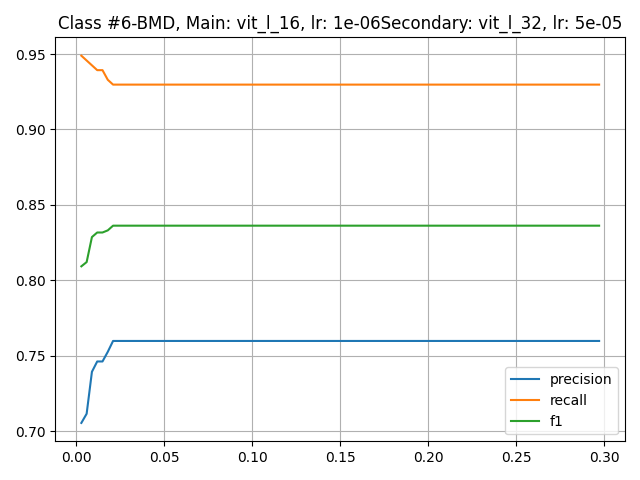 Class #6-BMD, Main: vit_l_16, lr: 1e-06Secondary: vit_l_32, lr: 5e-05
0.95
0.90
0.85
0.80
0.75
0.70
precision
recall
f1
0.00 0.05 0.10 0.15 0.20 0.25 0.30